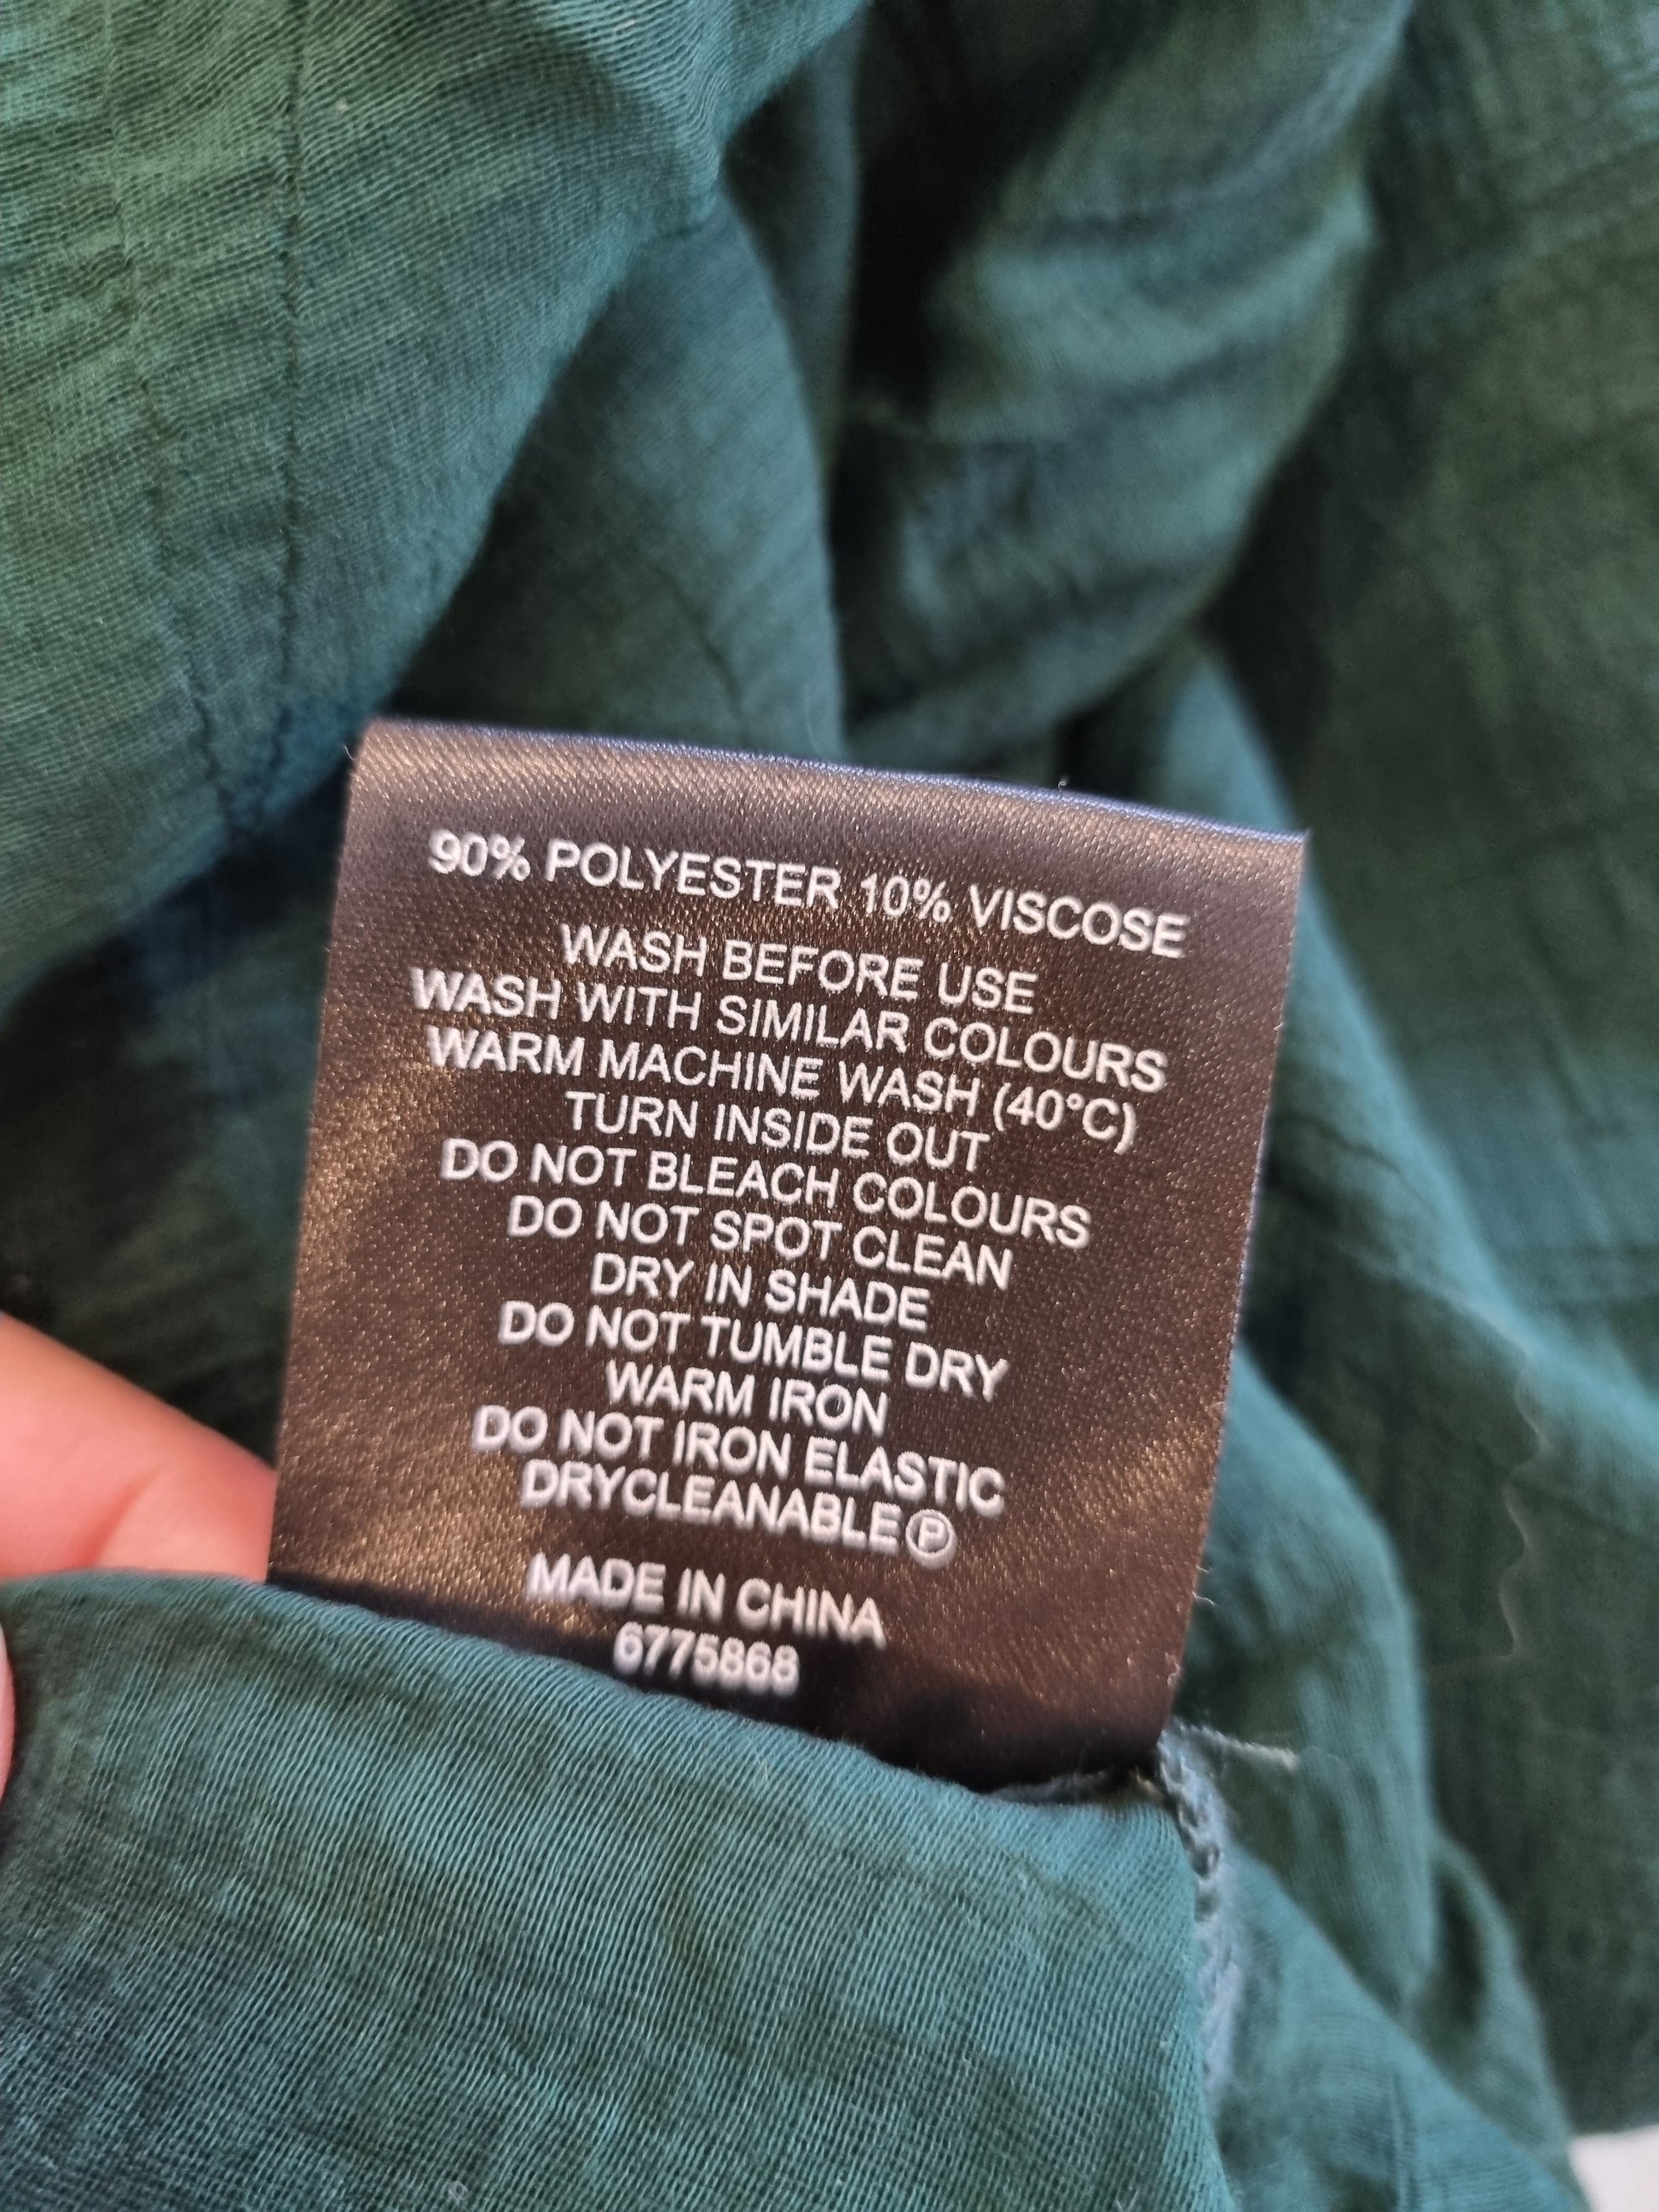 90% POLYESTER 10% VISCOSE
WASH BEFORE USE
WASH WITH SIMILAR COLOURS
WARM MACHINE WASH (40°C)
TURN INSIDE OUT
DO NOT BLEACH COLOURS
DO NOT SPOT CLEAN
DRY IN SHADE
DO NOT TUMBLE DRY
WARM IRON
DO NOT IRON ELASTIC
DRYCLEANABLE Ⓟ
MADE IN CHINA
6775868